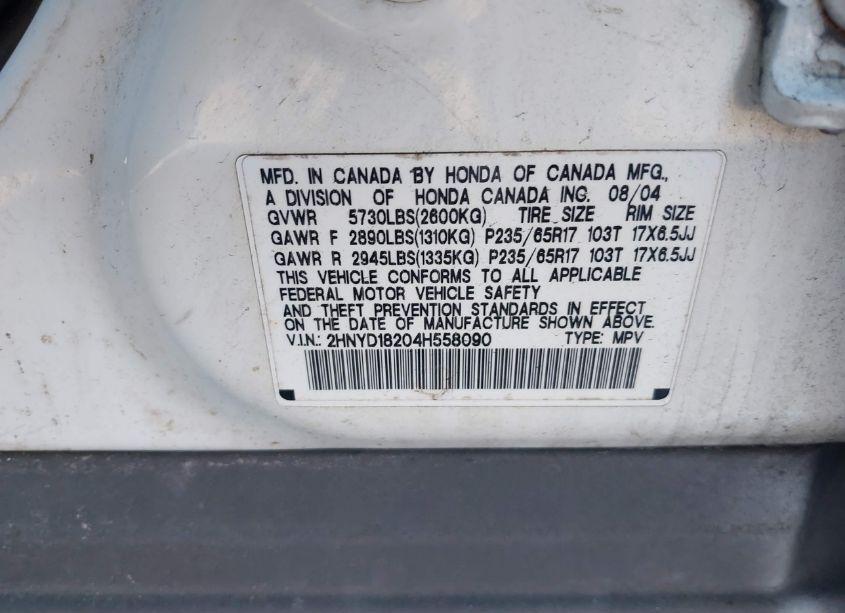 MFD. IN CANADA BY HONDA OF CANADA MFG.,
A DIVISION OF HONDA CANADA INC. 08/04
GVWR 5730LBS(2600KG) TIRE SIZE RIM SIZE
GAWR F 2890LBS(1310KG) P235/65R17 103T 17X6.5JJ
GAWR R 2945LBS(1335KG) P235/65R17 103T 17X6.5JJ
THIS VEHICLE CONFORMS TO ALL APPLICABLE
FEDERAL MOTOR VEHICLE SAFETY
AND THEFT PREVENTION STANDARDS IN EFFECT
ON THE DATE OF MANUFACTURE SHOWN ABOVE.
V.I.N.: 2HNYD18204H558090 TYPE: MPV